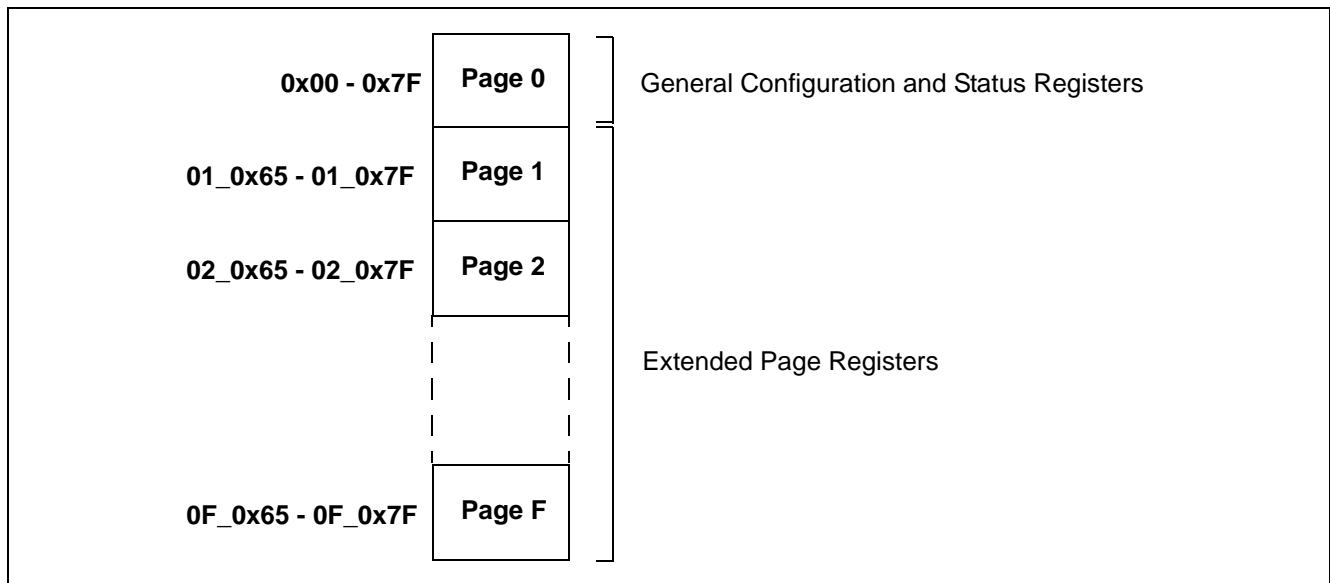 0x00 - 0x7F Page 0 General Configuration and Status Registers
01_0x65 - 01_0x7F Page 1
02_0x65 - 02_0x7F Page 2
Extended Page Registers
0F_0x65 - 0F_0x7F Page F